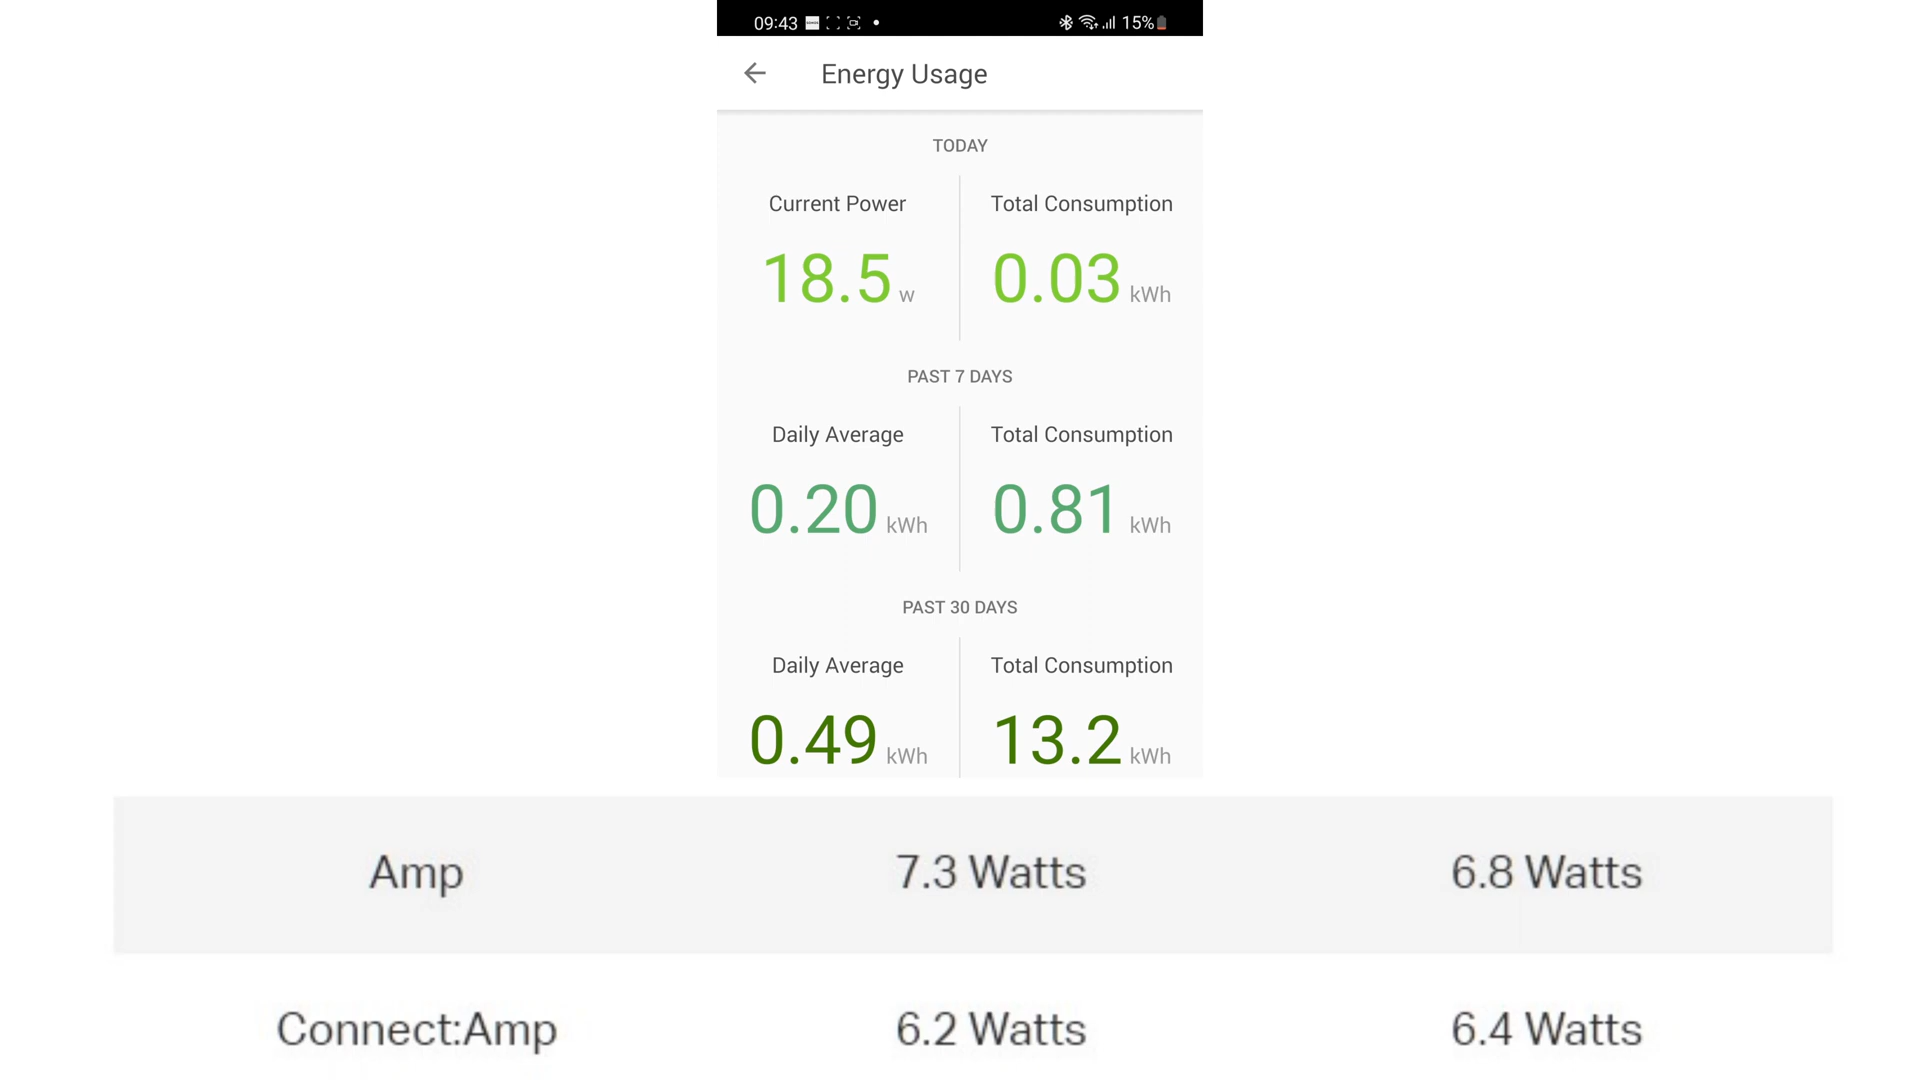 09:43 15%
Energy Usage
TODAY
Current Power Total Consumption
18.5 w 0.03 kWh
PAST 7 DAYS
Daily Average Total Consumption
0.20 kWh 0.81 kWh
PAST 30 DAYS
Daily Average Total Consumption
0.49 kWh 13.2 kWh
Amp 7.3 Watts 6.8 Watts
Connect:Amp 6.2 Watts 6.4 Watts